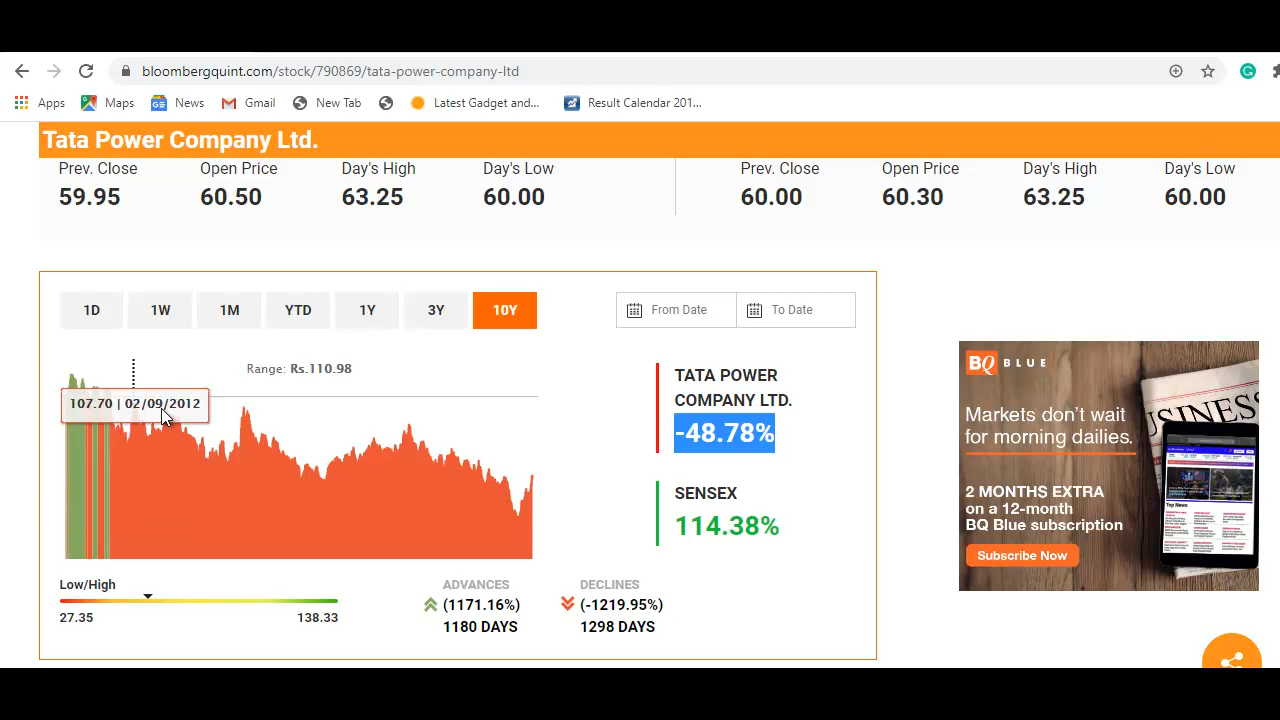 bloombergquint.com/stock/790869/tata-power-company-ltd
Apps Maps News Gmail New Tab Latest Gadget and... Result Calendar 201...
Tata Power Company Ltd.
Prev. Close Open Price Day's High Day's Low Prev. Close Open Price Day's High Day's Low
59.95 60.50 63.25 60.00 60.00 60.30 63.25 60.00
1D 1W 1M YTD 1Y 3Y 10Y From Date To Date
Range: Rs.110.98
107.70 | 02/09/2012
TATA POWER
COMPANY LTD.
-48.78%
SENSEX
114.38%
Low/High
27.35 138.33
ADVANCES
(1171.16%)
1180 DAYS
DECLINES
(-1219.95%)
1298 DAYS
BQ BLUE
Markets don't wait
for morning dailies.
2 MONTHS EXTRA
on a 12-month
BQ Blue subscription
Subscribe Now
BUSINESS